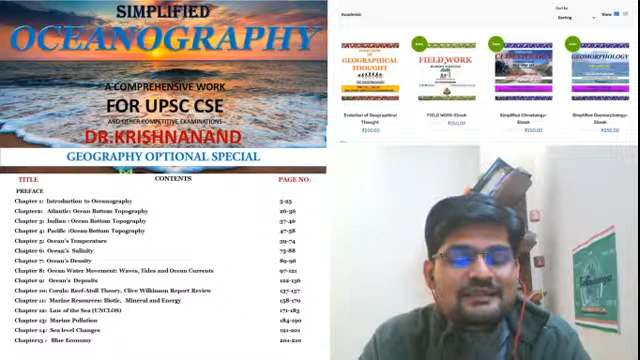 SIMPLIFIED
OCEANOGRAPHY
A COMPREHENSIVE WORK
FOR UPSC CSE
AND OTHER COMPETITIVE EXAMINATIONS
DR.KRISHNANAND
GEOGRAPHY OPTIONAL SPECIAL
TITLE CONTENTS PAGE NO.
PREFACE
Chapter 1: Introduction to Oceanography 5-25
Chapter2: Atlantic: Ocean Bottom Topography 26-36
Chapter 3: Indian : Ocean Bottom Topography 37-46
Chapter 4: Pacific :Ocean Bottom Topography 47-58
Chapter 5: Ocean's Temperature 59-74
Chapter 6: Ocean's Salinity 75-88
Chapter 7: Ocean's Density 89-96
Chapter 8: Ocean Water Movement: Waves, Tides and Ocean Currents 97-121
Chapter 9: Ocean's Deposits 122-136
Chapter 10: Corals: Reef-Atoll Theory, Clive Wilkinson Report Review 137-157
Chapter 11: Marine Resources: Biotic, Mineral and Energy 158-170
Chapter 12: Law of the Sea (UNCLOS) 171-183
Chapter 13: Marine Pollution 184-190
Chapter 14: Sea level Changes 191-201
Chapter15 : Blue Economy 201-220
Academic
Sort by
Sorting
View
GEOGRAPHICAL
THOUGHT
FIELD WORK
CLIMATOLOGY
GEOMORPHOLOGY
Evolution of Geographical
Thought
₹250.00
FIELD WORK-Ebook
₹250.00
Simplified Climatology-
Ebook
₹250.00
Simplified Geomorphology-
Ebook
₹250.00